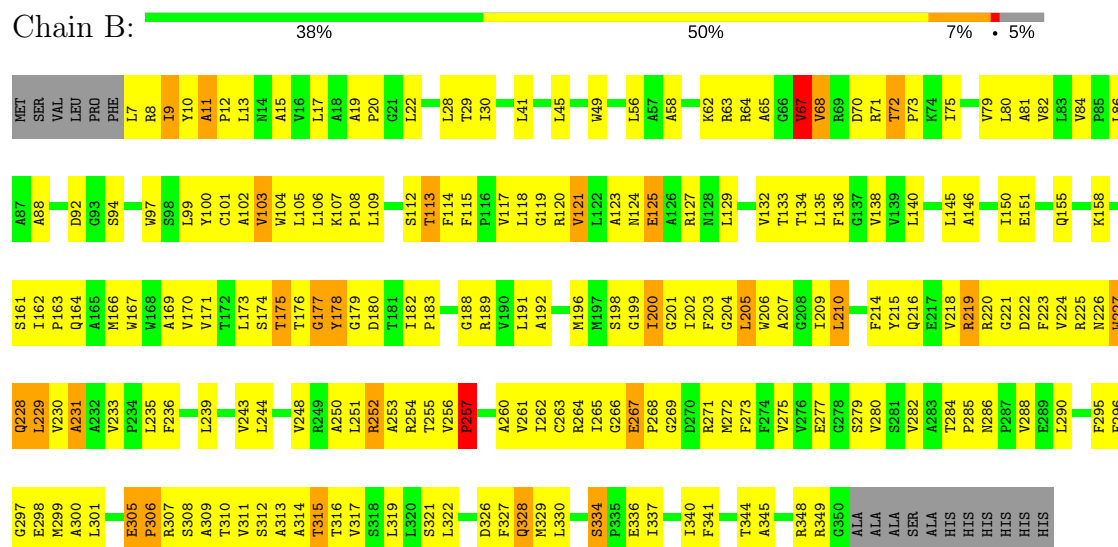 Chain B:
38% 50% 7% • 5%
MET SER VAL LEU PRO PHE L7 R8 I9 Y10 A11 P12 L13 N14 A15 V16 L17 A18 A19 P20 G21 L22 L28 T29 I30 L41 L45 W49 L56 A57 A58 K62 R63 R64 A65 G66 V67 V68 R69 D70 R71 T72 P73 K74 I75 V79 L80 A81 V82 L83 V84 P85 L86
A87 A88 D92 G93 S94 W97 S98 L99 Y100 C101 A102 V103 W104 L105 L106 K107 P108 L109 S112 T113 F114 F115 P116 V117 L118 G119 R120 V121 L122 A123 N124 E125 A126 R127 N128 L129 V132 T133 T134 L135 F136 G137 V138 V139 L140 L145 A146 I150 E151 Q155 K158
S161 I162 P163 Q164 A165 M166 W167 W168 A169 V170 V171 T172 L173 S174 T175 T176 G177 Y178 G179 D180 T181 I182 P183 G188 R189 V190 L191 A192 M196 M197 S198 G199 I200 G201 I202 F203 G204 L205 W206 A207 G208 I209 L210 F214 Y215 Q216 E217 V218 R219 R220 G221 D222 F223 V224 R225 N226
Q228 L229 V230 A231 A232 V233 P234 L235 F236 L239 V243 L244 V248 R249 A250 L251 R252 A253 R254 T255 V256 P257 A260 V261 I262 C263 R264 I265 G266 E267 P268 G269 D270 R271 M272 F273 F274 V275 V276 E277 G278 S279 V280 S281 V282 A283 T284 P285 N286 P287 V288 E289 L290 F295 F296
G297 E298 M299 A300 L301 E305 P306 R307 S308 A309 T310 V311 S312 A313 A314 T315 T316 V317 S318 L319 L320 S321 L322 D326 F327 Q328 M329 L330 S334 P335 E336 I337 I340 F341 T344 A345 R348 R349 G350 ALA ALA ALA SER ALA HIS HIS HIS HIS HIS HIS